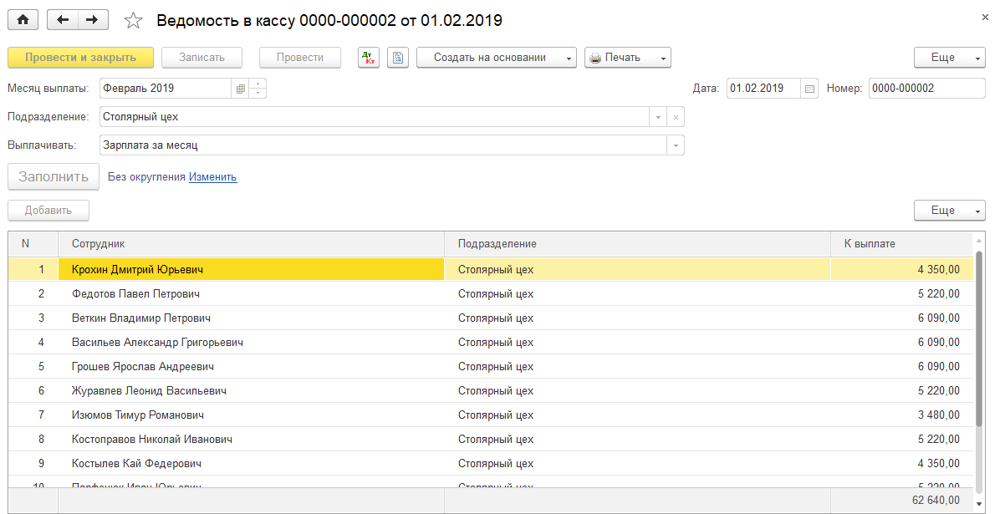 Ведомость в кассу 0000-000002 от 01.02.2019
Провести и закрыть Записать Провести Дт Кт Создать на основании Печать Еще
Месяц выплаты: Февраль 2019 Дата: 01.02.2019 Номер: 0000-000002
Подразделение: Столярный цех
Выплачивать: Зарплата за месяц
Заполнить Без округления Изменить
Добавить Еще
N Сотрудник Подразделение К выплате
1 Крохин Дмитрий Юрьевич Столярный цех 4 350,00
2 Федотов Павел Петрович Столярный цех 5 220,00
3 Веткин Владимир Петрович Столярный цех 6 090,00
4 Васильев Александр Григорьевич Столярный цех 6 090,00
5 Грошев Ярослав Андреевич Столярный цех 6 090,00
6 Журавлев Леонид Васильевич Столярный цех 5 220,00
7 Изюмов Тимур Романович Столярный цех 3 480,00
8 Костоправов Николай Иванович Столярный цех 5 220,00
9 Костылев Кай Федерович Столярный цех 4 350,00
10 Столярный цех 5 220,00
62 640,00